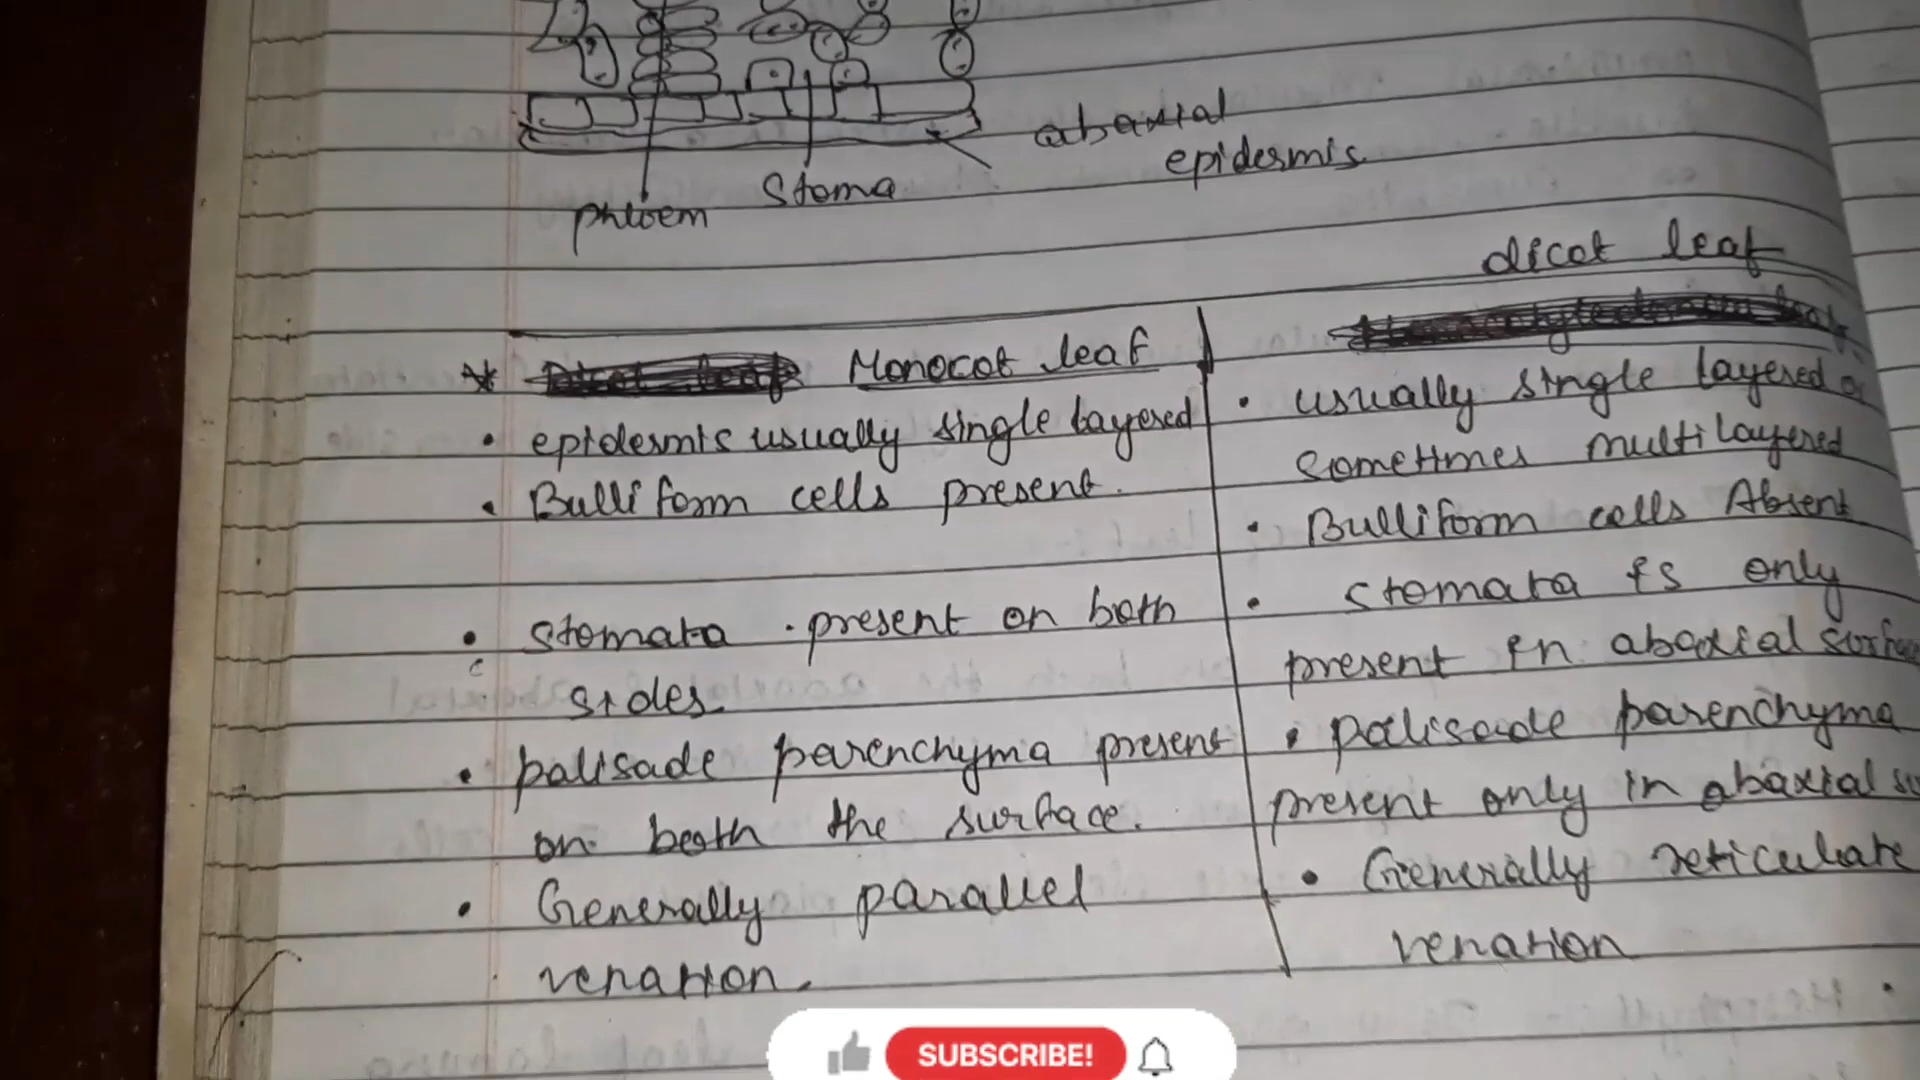 abaxial
epidermis
Stoma
phloem
dicot leaf
Monocot leaf
• epidermis usually single layered
• Bulliform cells present.
• stomata present on both
sides
• palisade parenchyma present
on both the surface.
• Generally parallel
venation.
• usually single layered
sometimes multilayered
• Bulliform cells Absent
• stomata is only
present in abaxial surface
• palisade parenchyma
present only in abaxial
• Generally reticulate
venation
SUBSCRIBE!